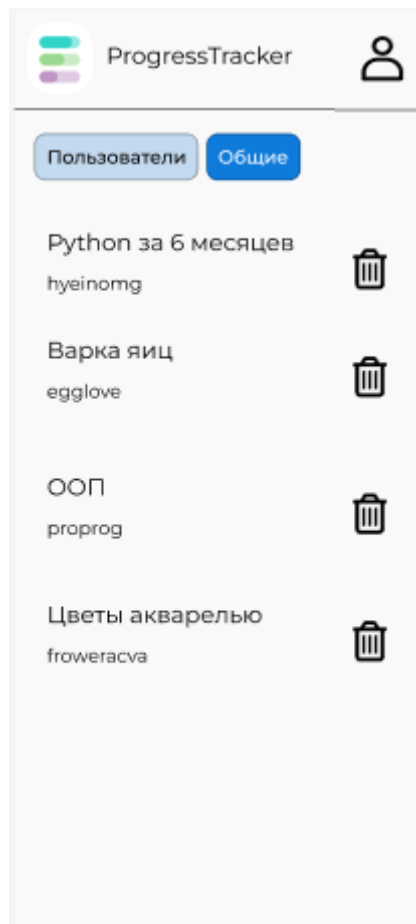 ProgressTracker
Пользователи
Общие
Python за 6 месяцев
hyeinomg
Варка яиц
egglove
ООП
proprog
Цветы акварелью
froweracva